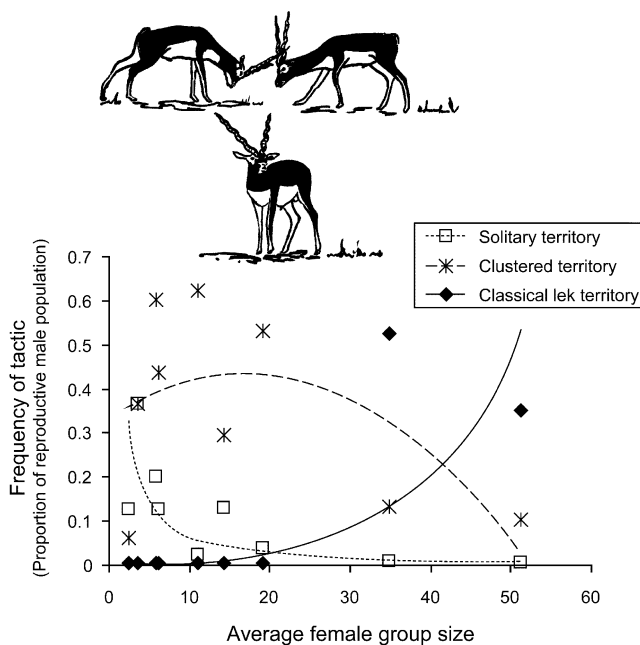 Solitary territory
Clustered territory
Classical lek territory
Frequency of tactic
(Proportion of reproductive male population)
0.7
0.6
0.5
0.4
0.3
0.2
0.1
0
0 10 20 30 40 50 60
Average female group size